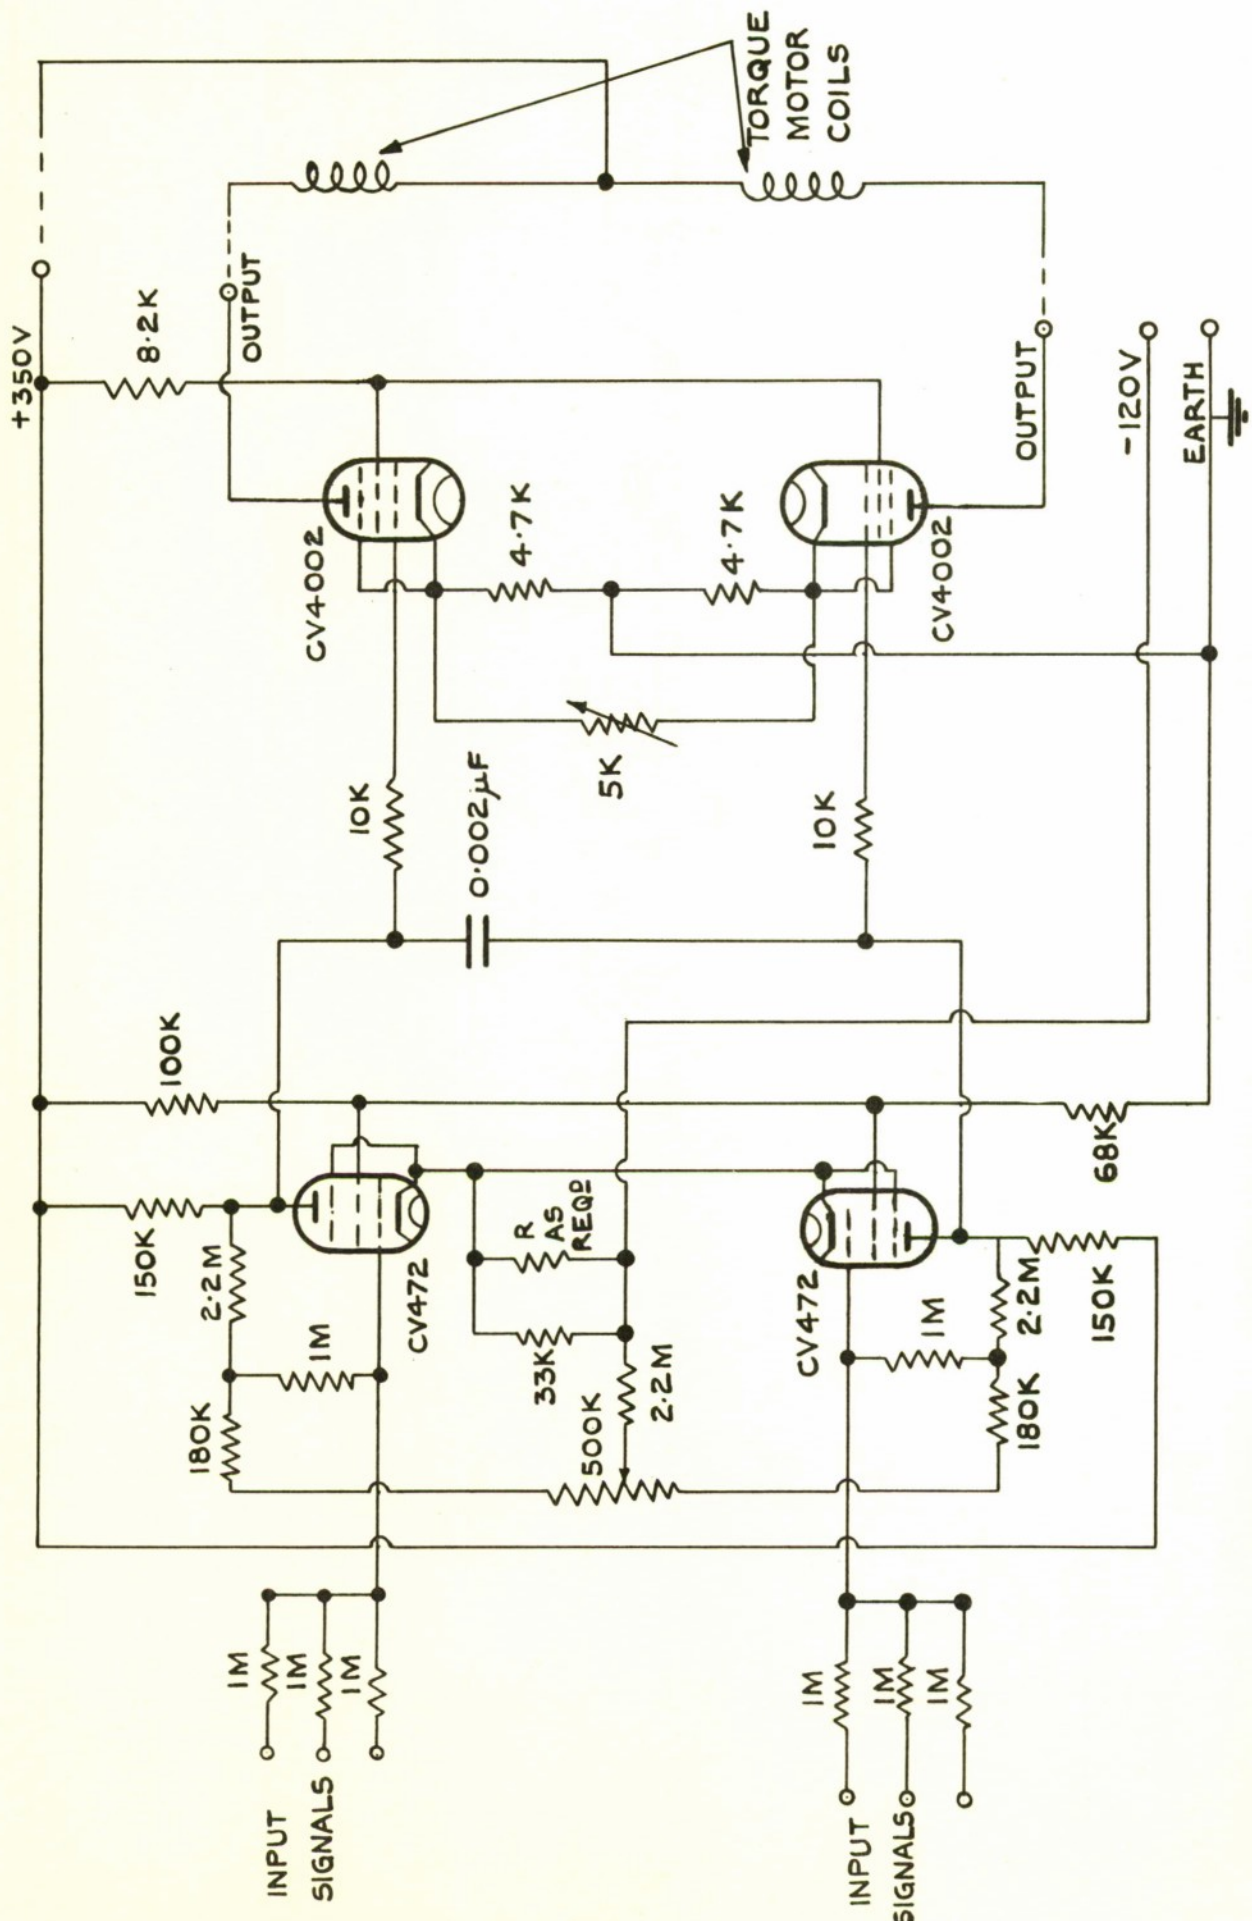 +350V
8·2K
OUTPUT
TORQUE
MOTOR
COILS
CV4002
4·7K
4·7K
CV4002
OUTPUT
-120V
EARTH
10K
0·002µF
5K
10K
100K
150K
2·2M
1M
180K
CV472
R
AS
REQD
33K
500K
2·2M
CV472
1M
2·2M
180K
150K
68K
1M
1M
1M
INPUT
SIGNALS
1M
1M
1M
INPUT
SIGNALS